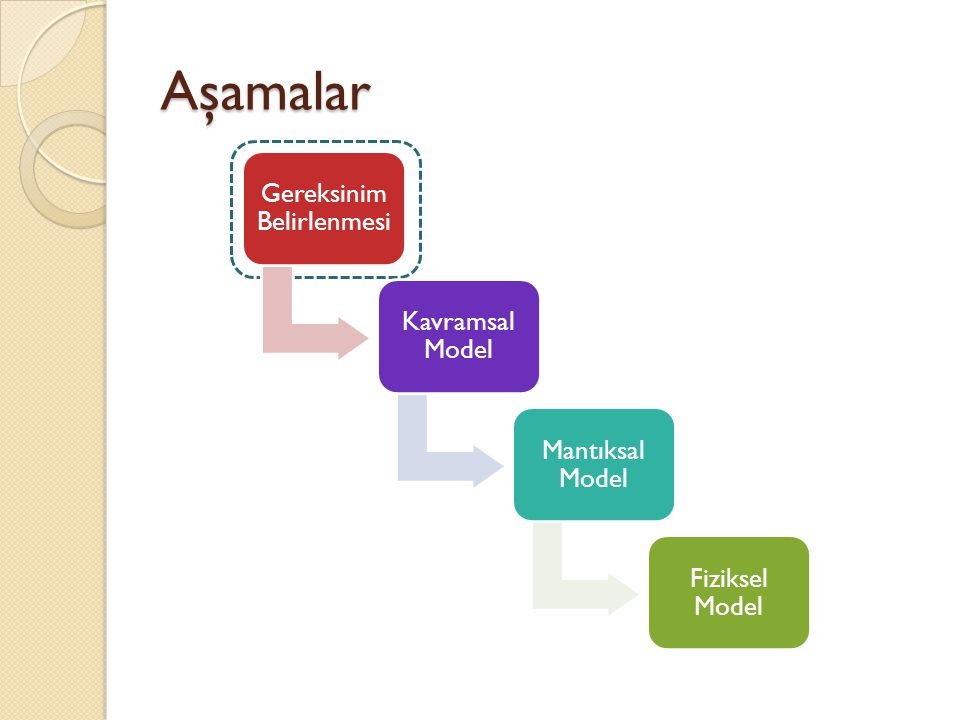 Aşamalar
Gereksinim
Belirlenmesi
Kavramsal
Model
Mantıksal
Model
Fiziksel
Model